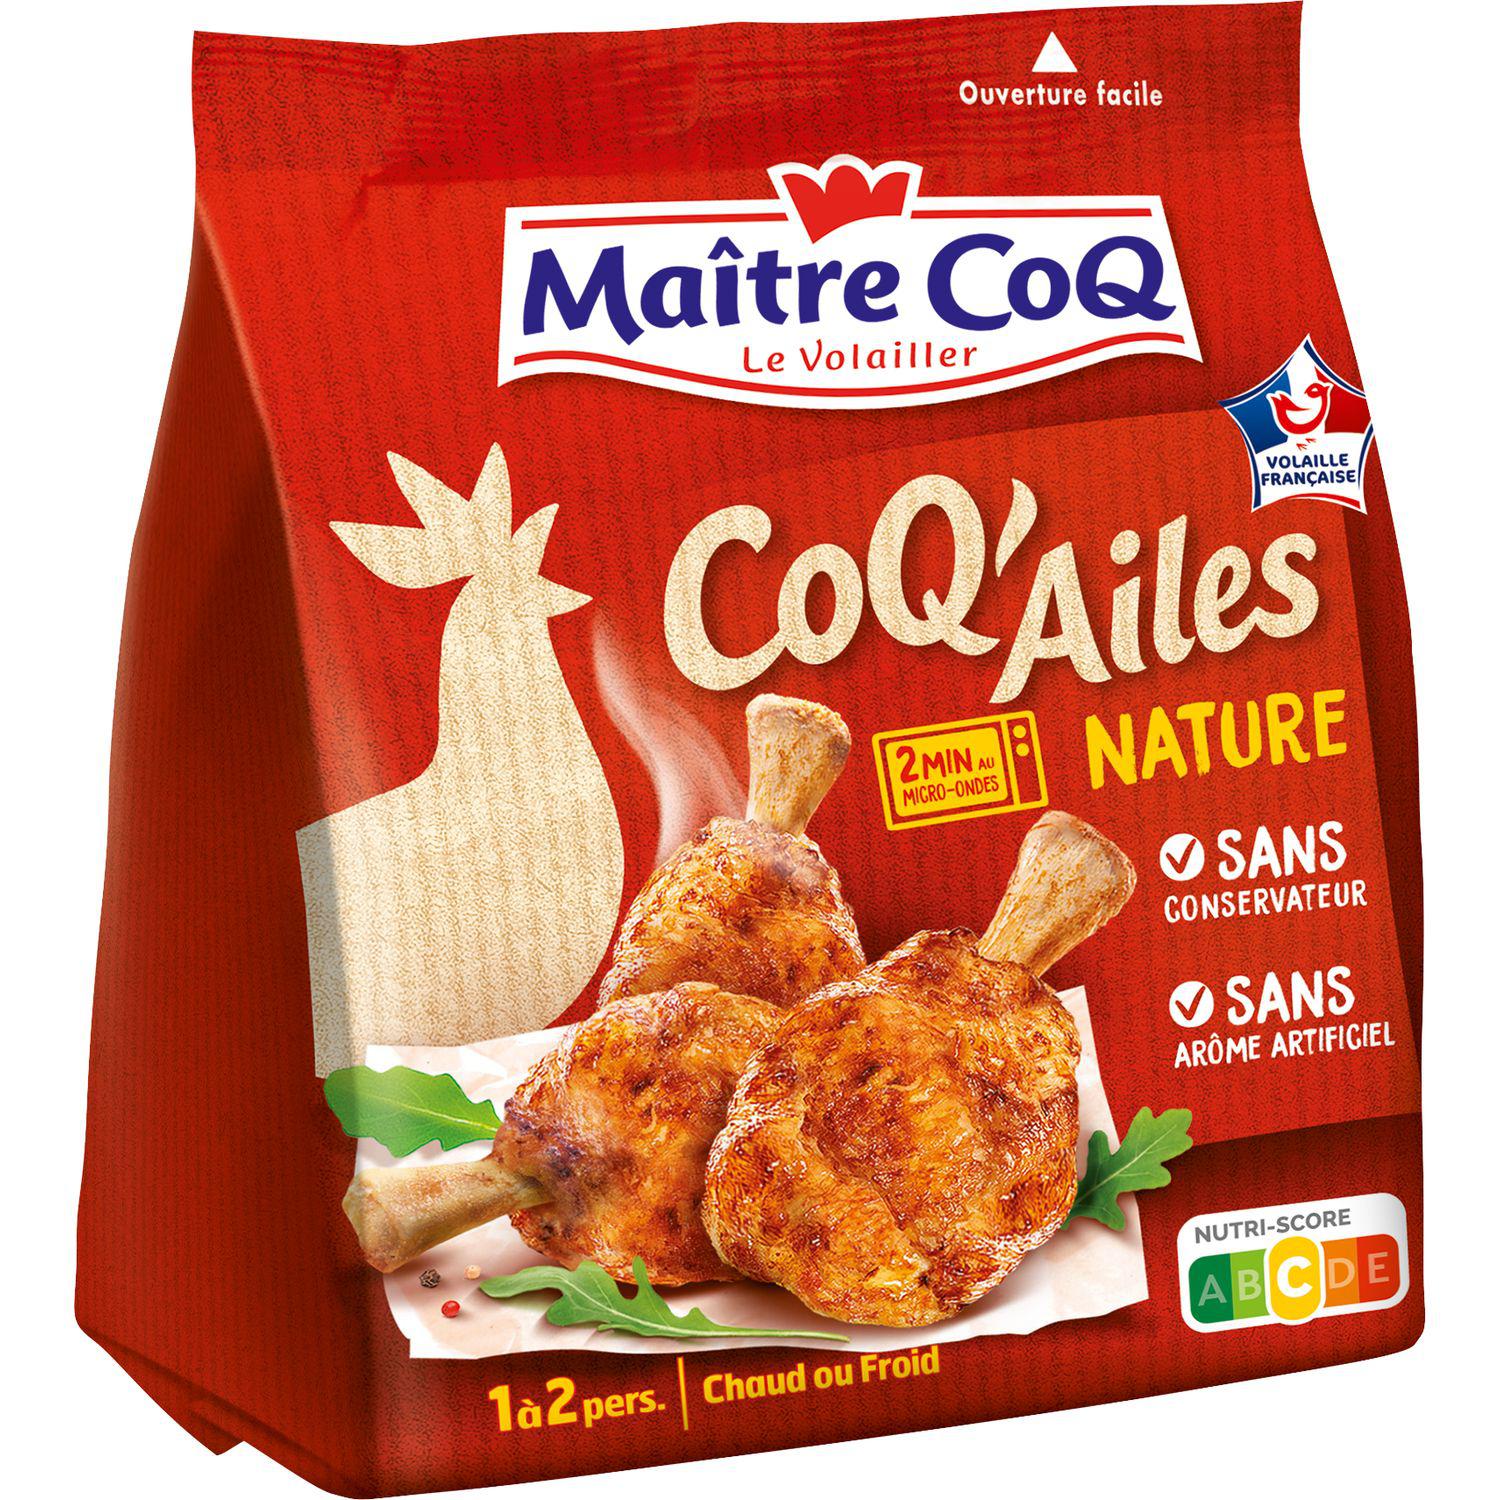 Ouverture facile
Maître CoQ
Le Volailler
VOLAILLE
FRANÇAISE
CoQ'Ailes
NATURE
2 MIN AU
MICRO-ONDES
SANS
CONSERVATEUR
SANS
ARÔME ARTIFICIEL
NUTRI-SCORE
A B C D E
1 à 2 pers. | Chaud ou Froid